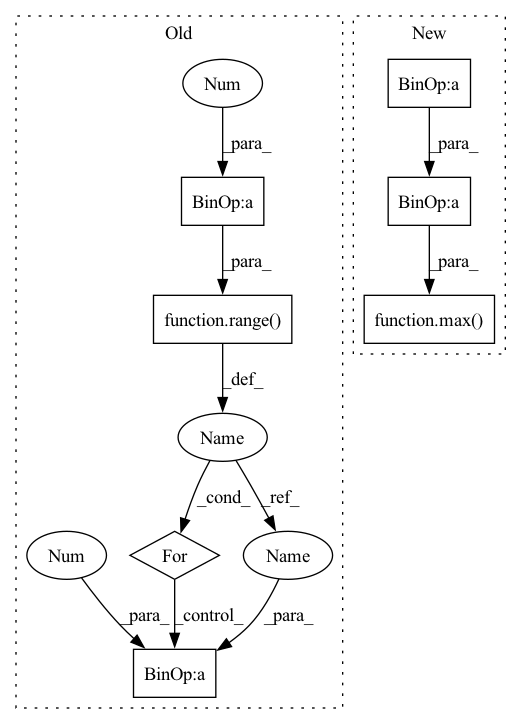 Old
New
Num
BinOp:a
_para_
_para_
BinOp:a
BinOp:a
_para_
_para_
function.range()
function.max()
_def_
Name
_cond_
_ref_
Num
For
Name
_para_
_control_
_para_
BinOp:a